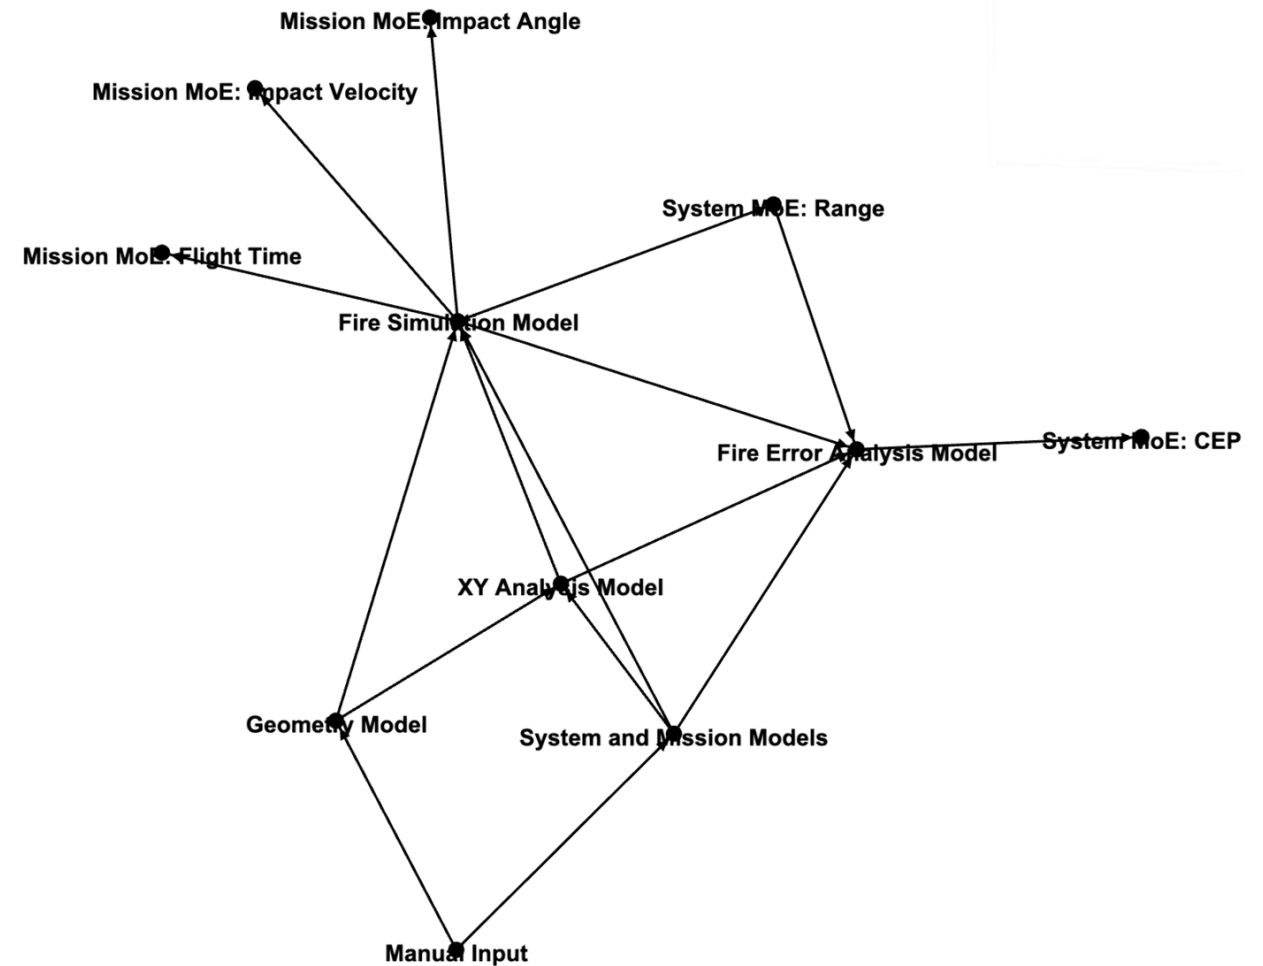 Mission MoE: Impact Angle
Mission MoE: Impact Velocity
System MoE: Range
Mission MoE: Flight Time
Fire Simulation Model
System MoE: CEP
Fire Error Analysis Model
XY Analysis Model
Geometry Model
System and Mission Models
Manual Input